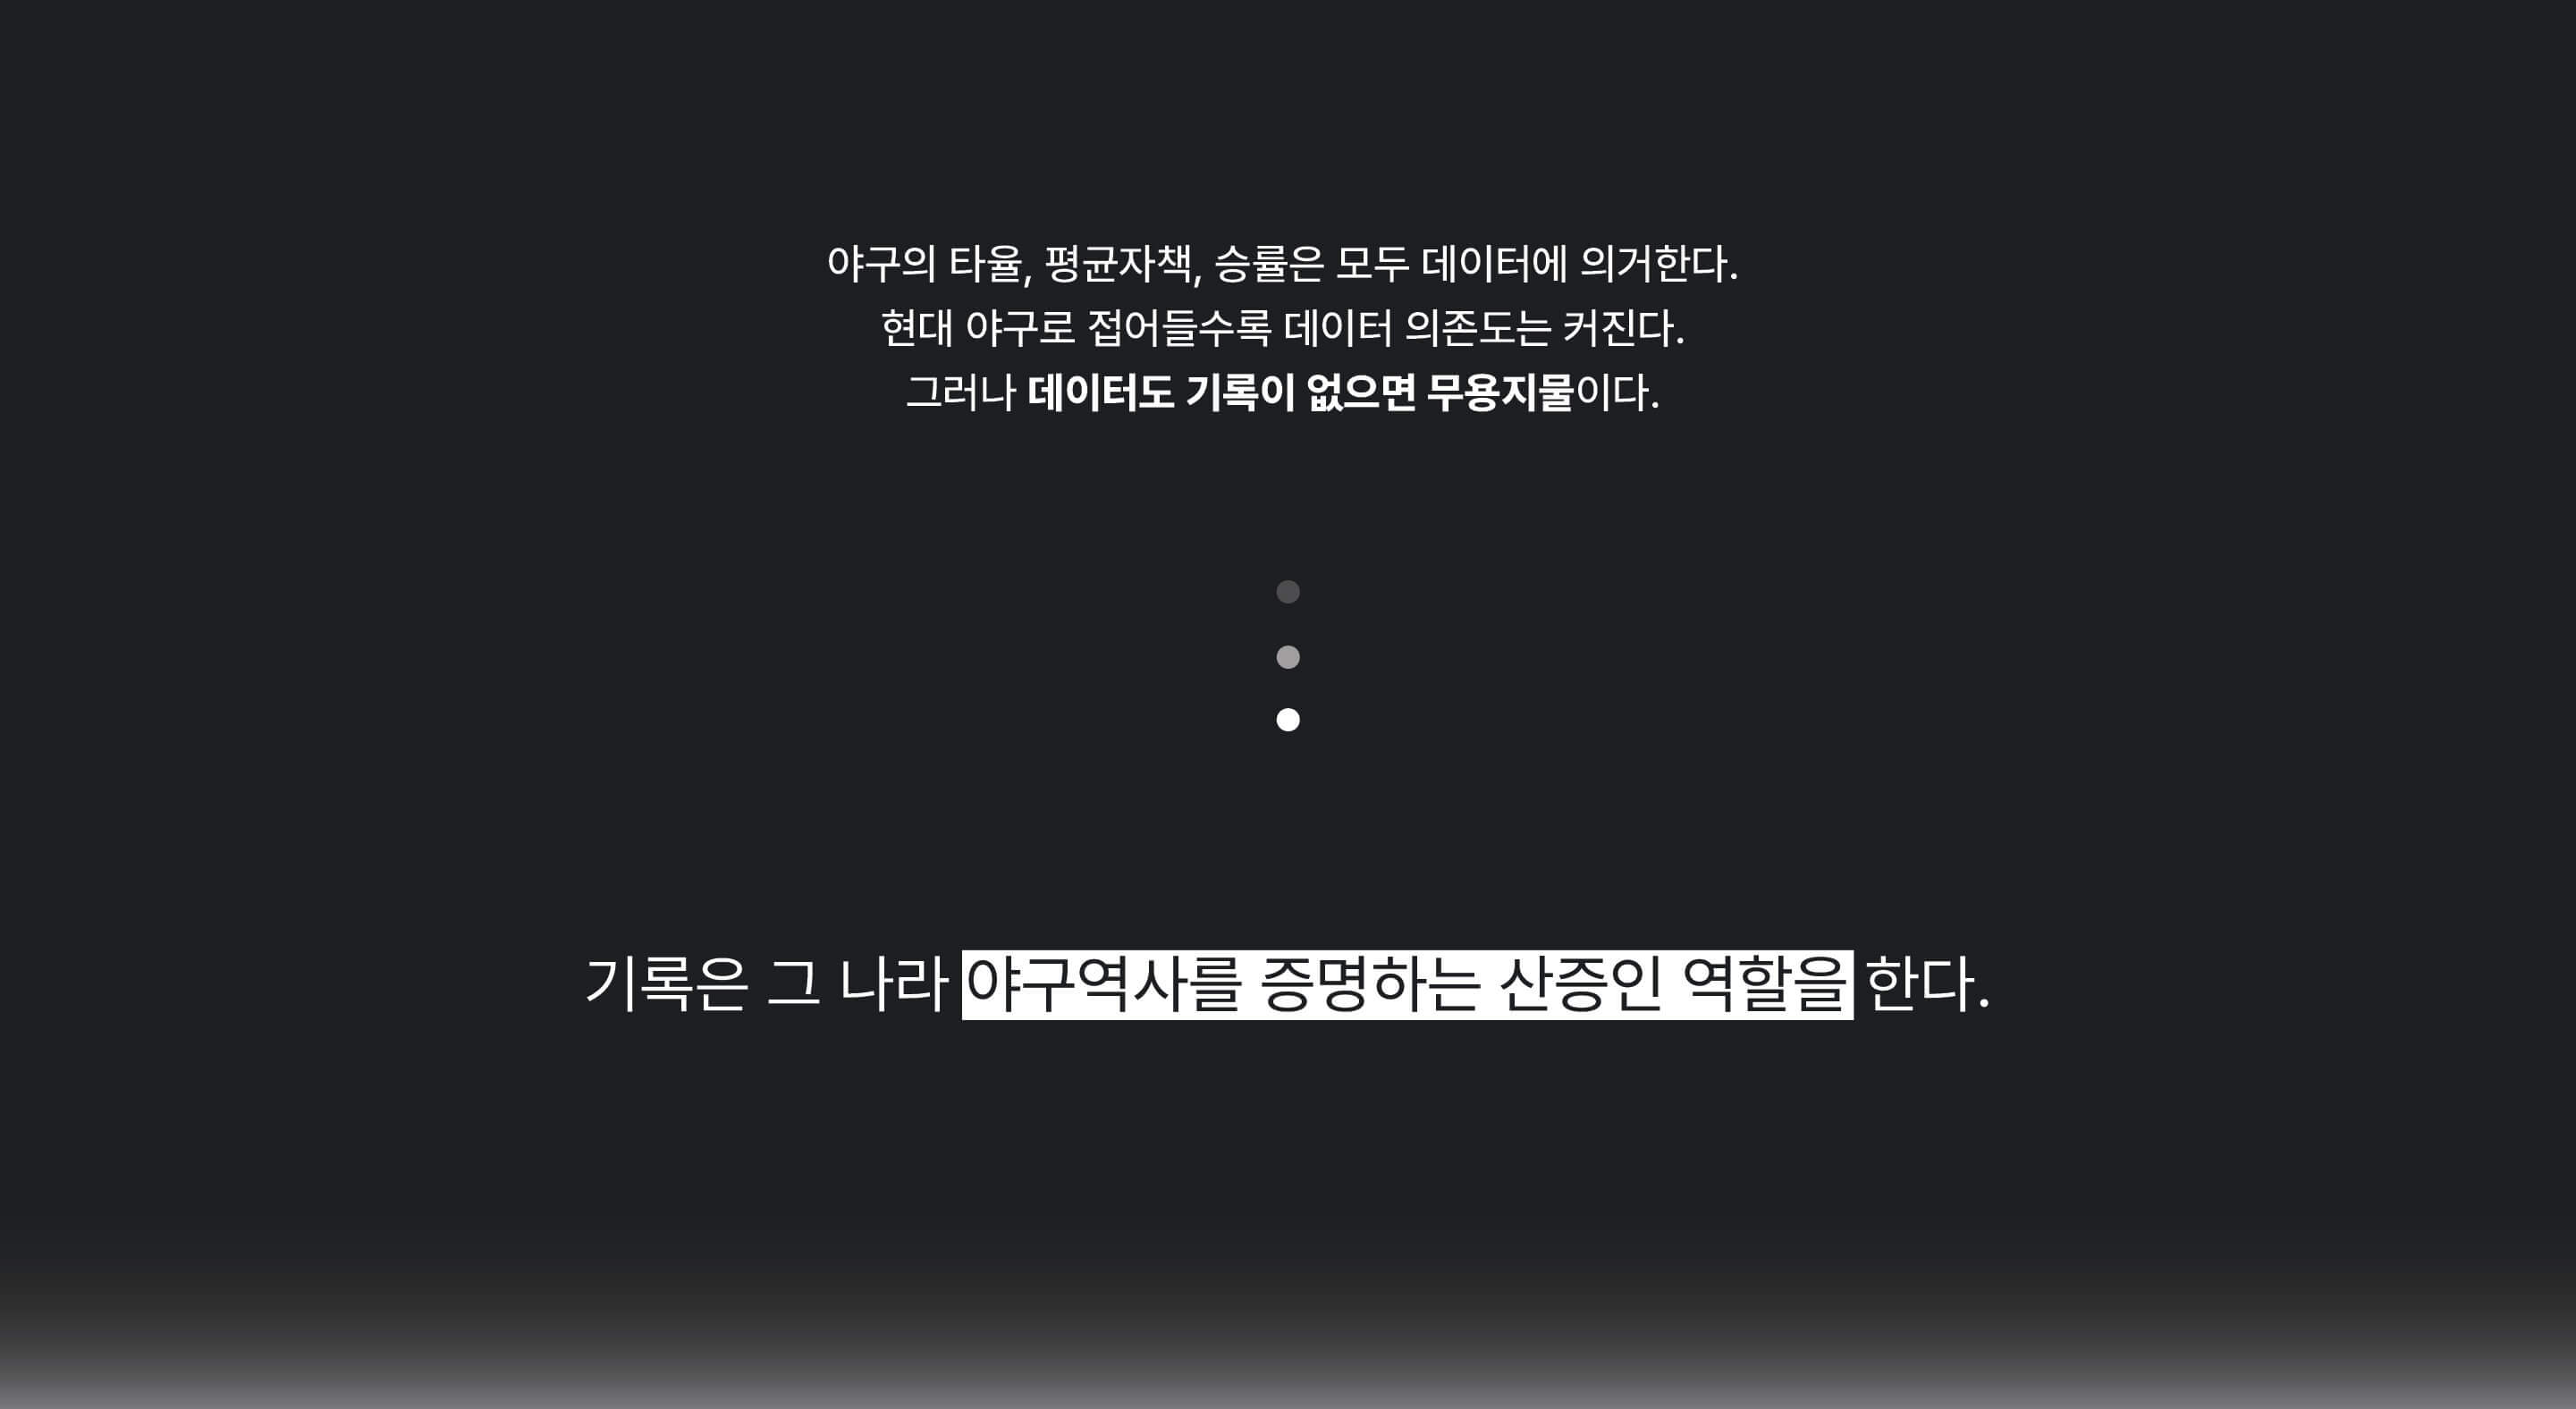 야구의 타율, 평균자책, 승률은 모두 데이터에 의거한다.
현대 야구로 접어들수록 데이터 의존도는 커진다.
그러나 데이터도 기록이 없으면 무용지물이다.
기록은 그 나라 야구역사를 증명하는 산증인 역할을 한다.